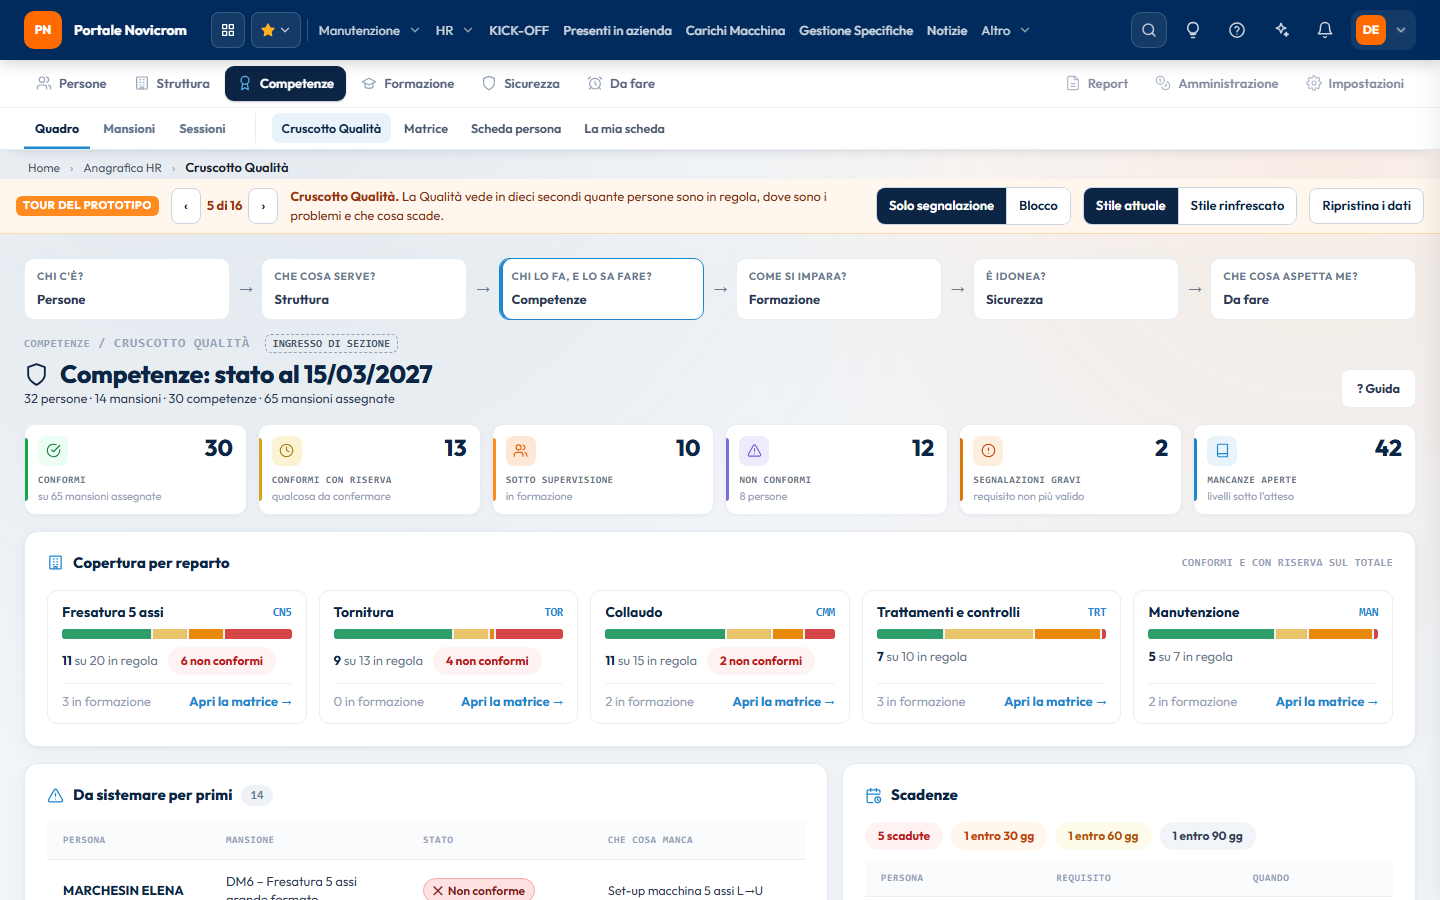 PN Portale Novicrom Manutenzione HR KICK-OFF Presenti in azienda Carichi Macchina Gestione Specifiche Notizie Altro DE
Persone Struttura Competenze Formazione Sicurezza Da fare Report Amministrazione Impostazioni
Quadro Mansioni Sessioni Cruscotto Qualità Matrice Scheda persona La mia scheda
Home › Anagrafica HR › Cruscotto Qualità
TOUR DEL PROTOTIPO ‹ 5 di 16 › Cruscotto Qualità. La Qualità vede in dieci secondi quante persone sono in regola, dove sono i
problemi e che cosa scade.
Solo segnalazione Blocco Stile attuale Stile rinfrescato Ripristina i dati
CHI C'È?
Persone
→
CHE COSA SERVE?
Struttura
→
CHI LO FA, E LO SA FARE?
Competenze
→
COME SI IMPARA?
Formazione
→
È IDONEA?
Sicurezza
→
CHE COSA ASPETTA ME?
Da fare
COMPETENZE / CRUSCOTTO QUALITÀ INGRESSO DI SEZIONE
Competenze: stato al 15/03/2027
32 persone · 14 mansioni · 30 competenze · 65 mansioni assegnate
? Guida
30
CONFORMI
su 65 mansioni assegnate
13
CONFORMI CON RISERVA
qualcosa da confermare
10
SOTTO SUPERVISIONE
in formazione
12
NON CONFORMI
8 persone
2
SEGNALAZIONI GRAVI
requisito non più valido
42
MANCANZE APERTE
livelli sotto l'atteso
Copertura per reparto
CONFORMI E CON RISERVA SUL TOTALE
Fresatura 5 assi CN5
11 su 20 in regola 6 non conformi
3 in formazione Apri la matrice →
Tornitura TOR
9 su 13 in regola 4 non conformi
0 in formazione Apri la matrice →
Collaudo CMM
11 su 15 in regola 2 non conformi
2 in formazione Apri la matrice →
Trattamenti e controlli TRT
7 su 10 in regola
3 in formazione Apri la matrice →
Manutenzione MAN
5 su 7 in regola
2 in formazione Apri la matrice →
Da sistemare per primi 14
PERSONA MANSIONE STATO CHE COSA MANCA
MARCHESIN ELENA DM6 – Fresatura 5 assi
grande formato Non conforme Set-up macchina 5 assi L→U
Scadenze
5 scadute 1 entro 30 gg 1 entro 60 gg 1 entro 90 gg
PERSONA REQUISITO QUANDO